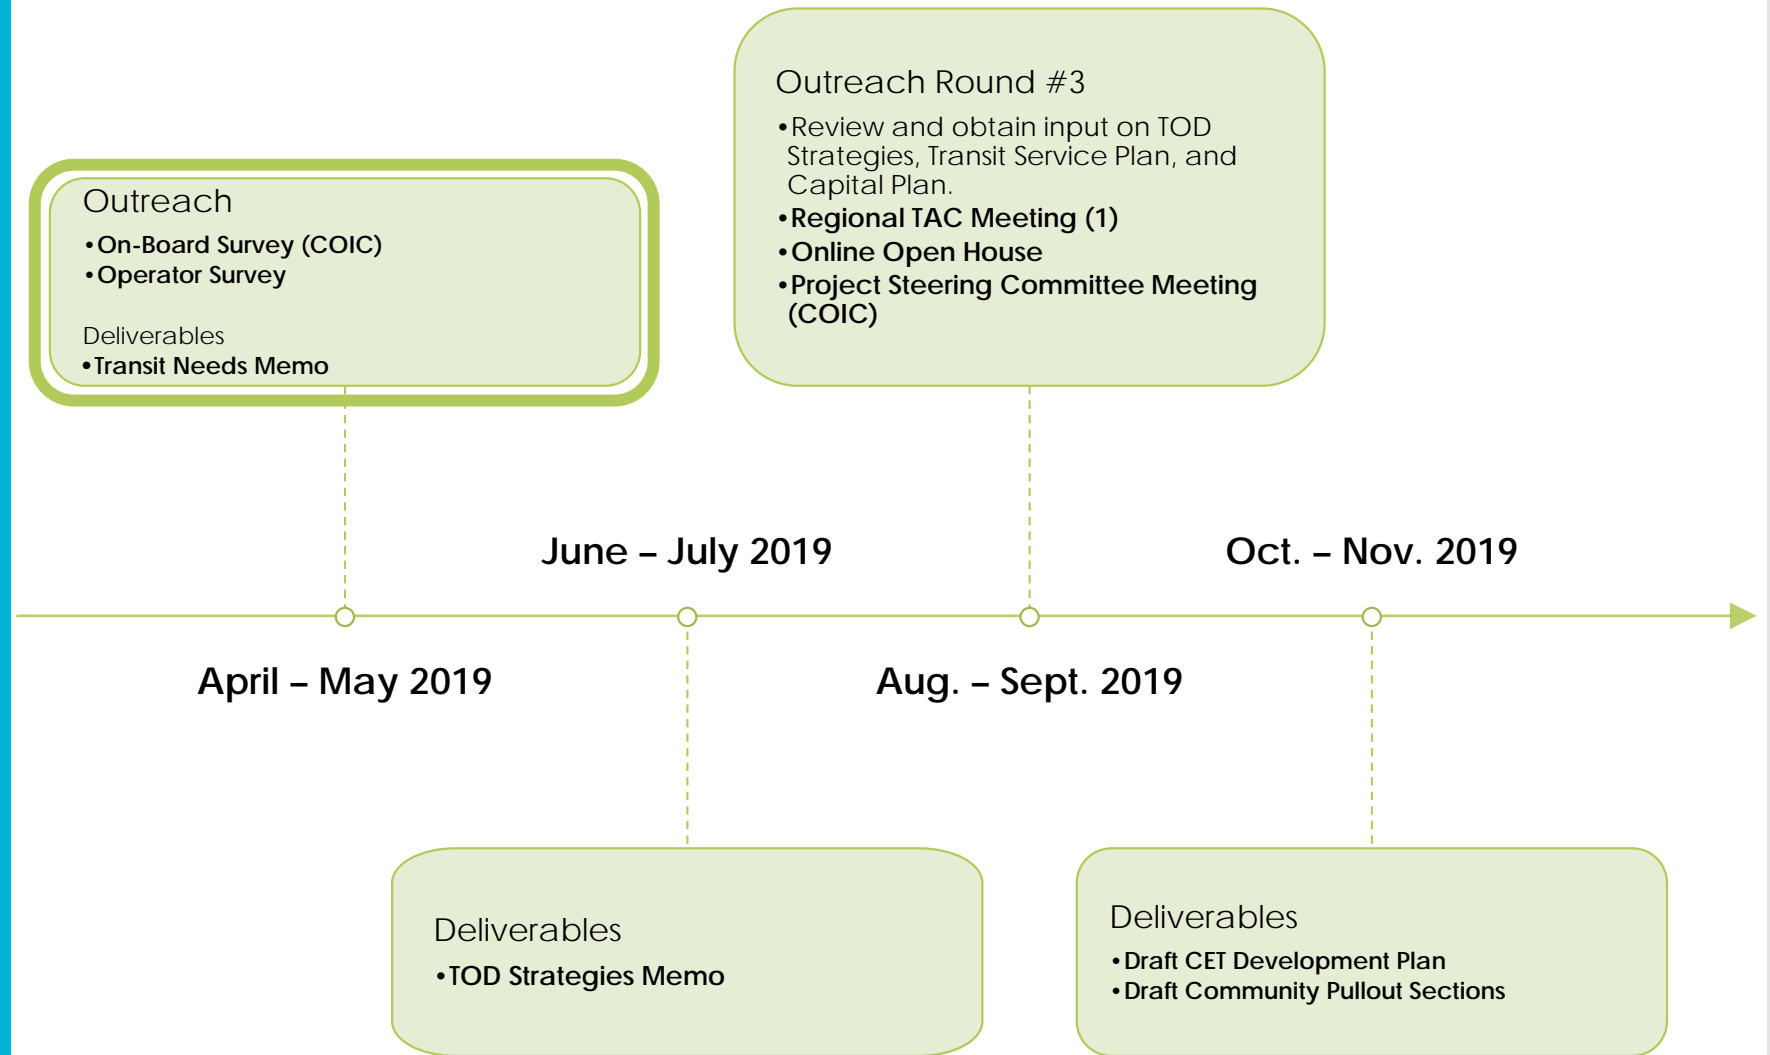 Outreach
•On-Board Survey (COIC)
•Operator Survey
Deliverables
•Transit Needs Memo
Outreach Round #3
•Review and obtain input on TOD
Strategies, Transit Service Plan, and
Capital Plan.
•Regional TAC Meeting (1)
•Online Open House
•Project Steering Committee Meeting
(COIC)
June – July 2019
Oct. – Nov. 2019
April – May 2019
Aug. – Sept. 2019
Deliverables
•TOD Strategies Memo
Deliverables
•Draft CET Development Plan
•Draft Community Pullout Sections